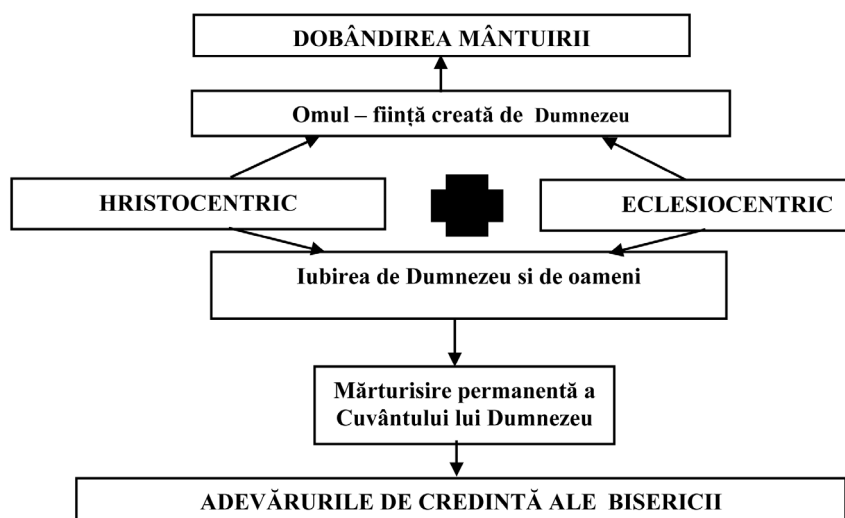 DOBÂNDIREA MÂNTUIRII
Omul – ființă creată de Dumnezeu
HRISTOCENTRIC
ECLESIOCENTRIC
Iubirea de Dumnezeu si de oameni
Mărturisire permanentă a
Cuvântului lui Dumnezeu
ADEVĂRURILE DE CREDINTĂ ALE BISERICII